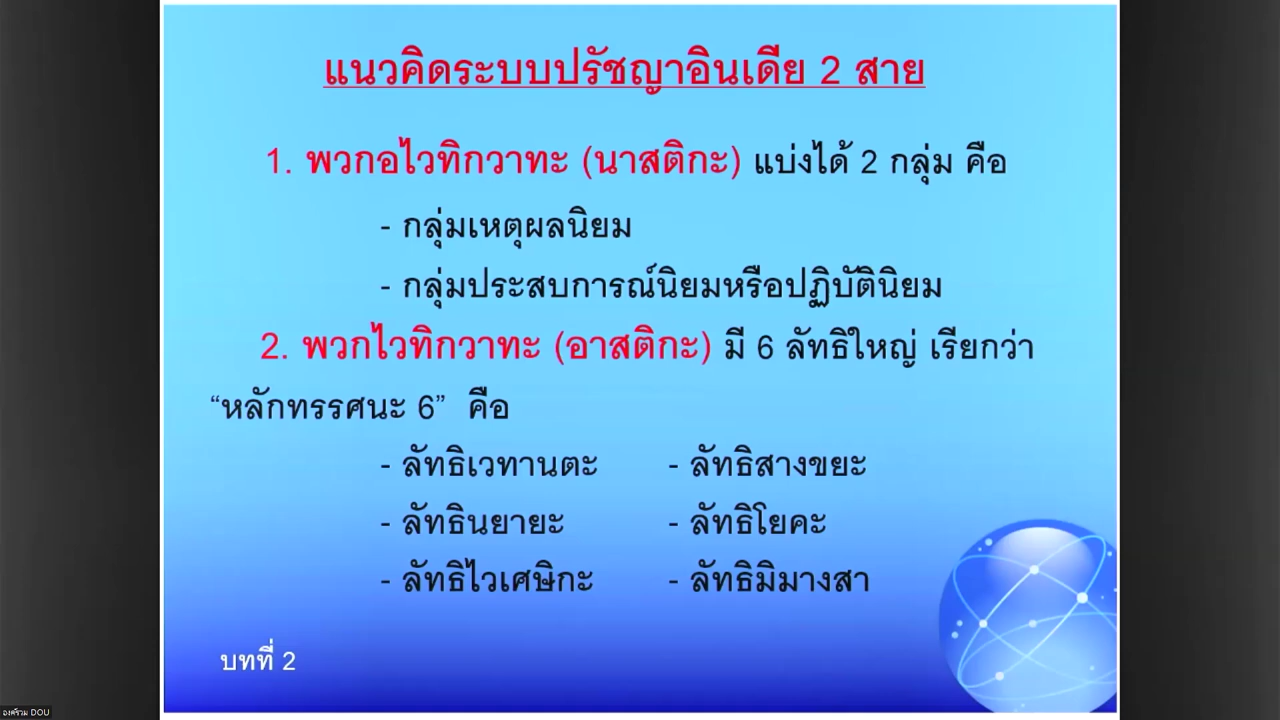 แนวคิดระบบปรัชญาอินเดีย 2 สาย
1. พวกอไวทิกวาทะ (นาสติกะ) แบ่งได้ 2 กลุ่ม คือ
- กลุ่มเหตุผลนิยม
- กลุ่มประสบการณ์นิยมหรือปฏิบัตินิยม
2. พวกไวทิกวาทะ (อาสติกะ) มี 6 ลัทธิใหญ่ เรียกว่า
“หลักทรรศนะ 6” คือ
- ลัทธิเวทานตะ - ลัทธิสางขยะ
- ลัทธินยายะ - ลัทธิโยคะ
- ลัทธิไวเศษิกะ - ลัทธิมิมางสา
บทที่ 2
องค์รวม DOU